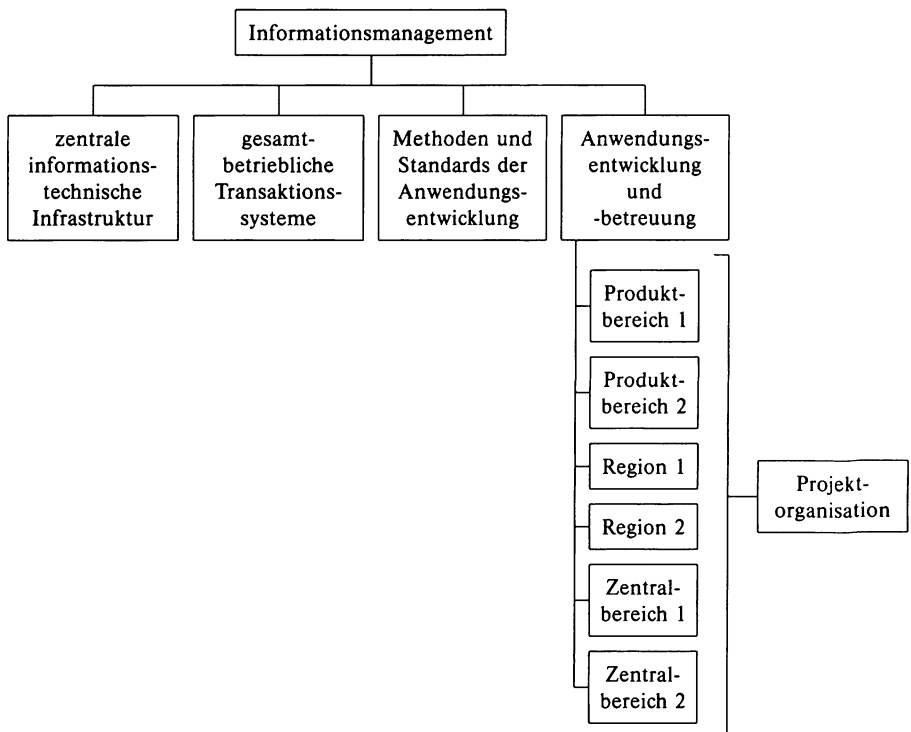 Informationsmanagement
zentrale
informations-
technische
Infrastruktur
gesamt-
betriebliche
Transaktions-
systeme
Methoden und
Standards der
Anwendungs-
entwicklung
Anwendungs-
entwicklung
und
-betreuung
Produkt-
bereich 1
Produkt-
bereich 2
Region 1
Region 2
Zentral-
bereich 1
Zentral-
bereich 2
Projekt-
organisation